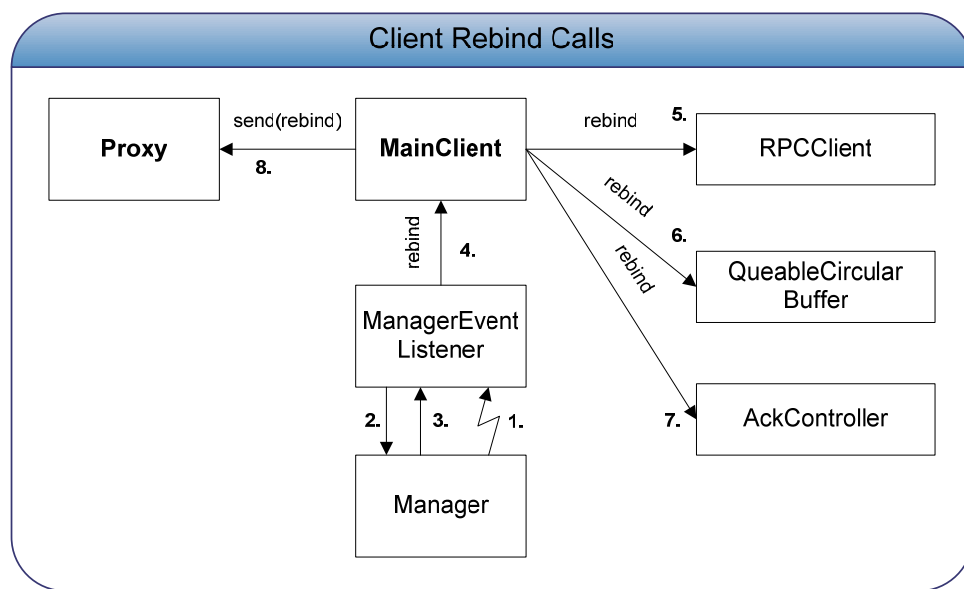 Client Rebind Calls
Proxy
send(rebind)
8.
MainClient
rebind
5.
RPCClient
rebind
6.
QueableCircular
Buffer
rebind
7.
AckController
rebind
4.
ManagerEvent
Listener
2.
3.
1.
Manager